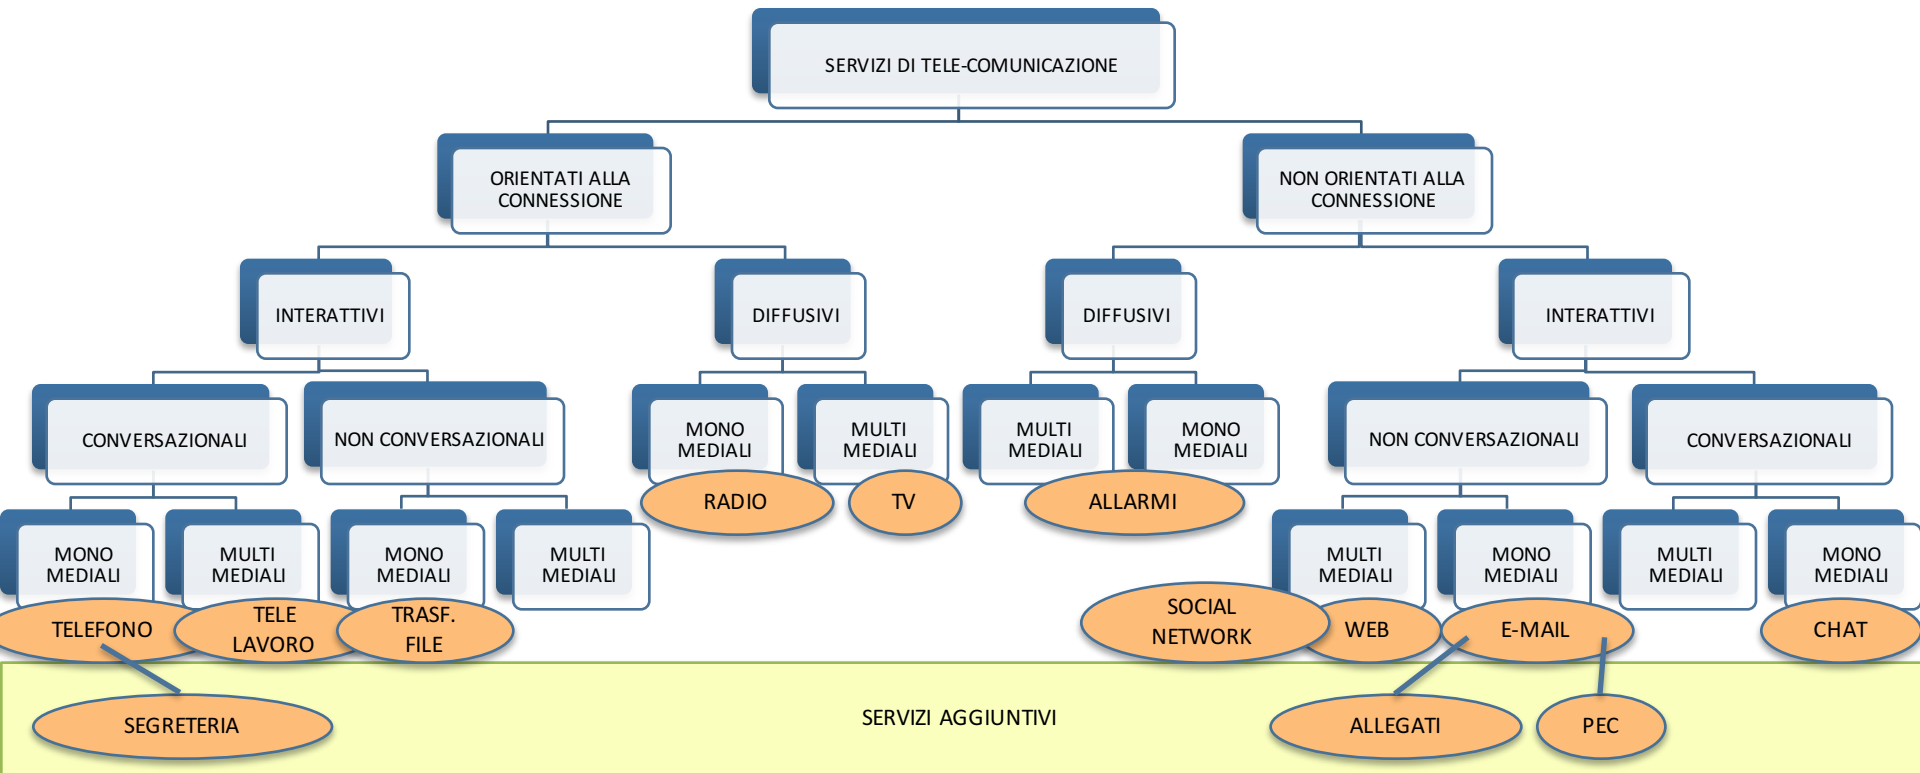 SERVIZI DI TELE-COMUNICAZIONE
ORIENTATI ALLA
CONNESSIONE
NON ORIENTATI ALLA
CONNESSIONE
INTERATTIVI
DIFFUSIVI
DIFFUSIVI
INTERATTIVI
CONVERSAZIONALI
NON CONVERSAZIONALI
MONO
MEDIALI
MULTI
MEDIALI
MULTI
MEDIALI
MONO
MEDIALI
NON CONVERSAZIONALI
CONVERSAZIONALI
RADIO
TV
ALLARMI
MONO
MEDIALI
MULTI
MEDIALI
MONO
MEDIALI
MULTI
MEDIALI
MULTI
MEDIALI
MONO
MEDIALI
MULTI
MEDIALI
MONO
MEDIALI
TELEFONO
TELE
LAVORO
TRASF.
FILE
SOCIAL
NETWORK
WEB
E-MAIL
CHAT
SEGRETERIA
SERVIZI AGGIUNTIVI
ALLEGATI
PEC